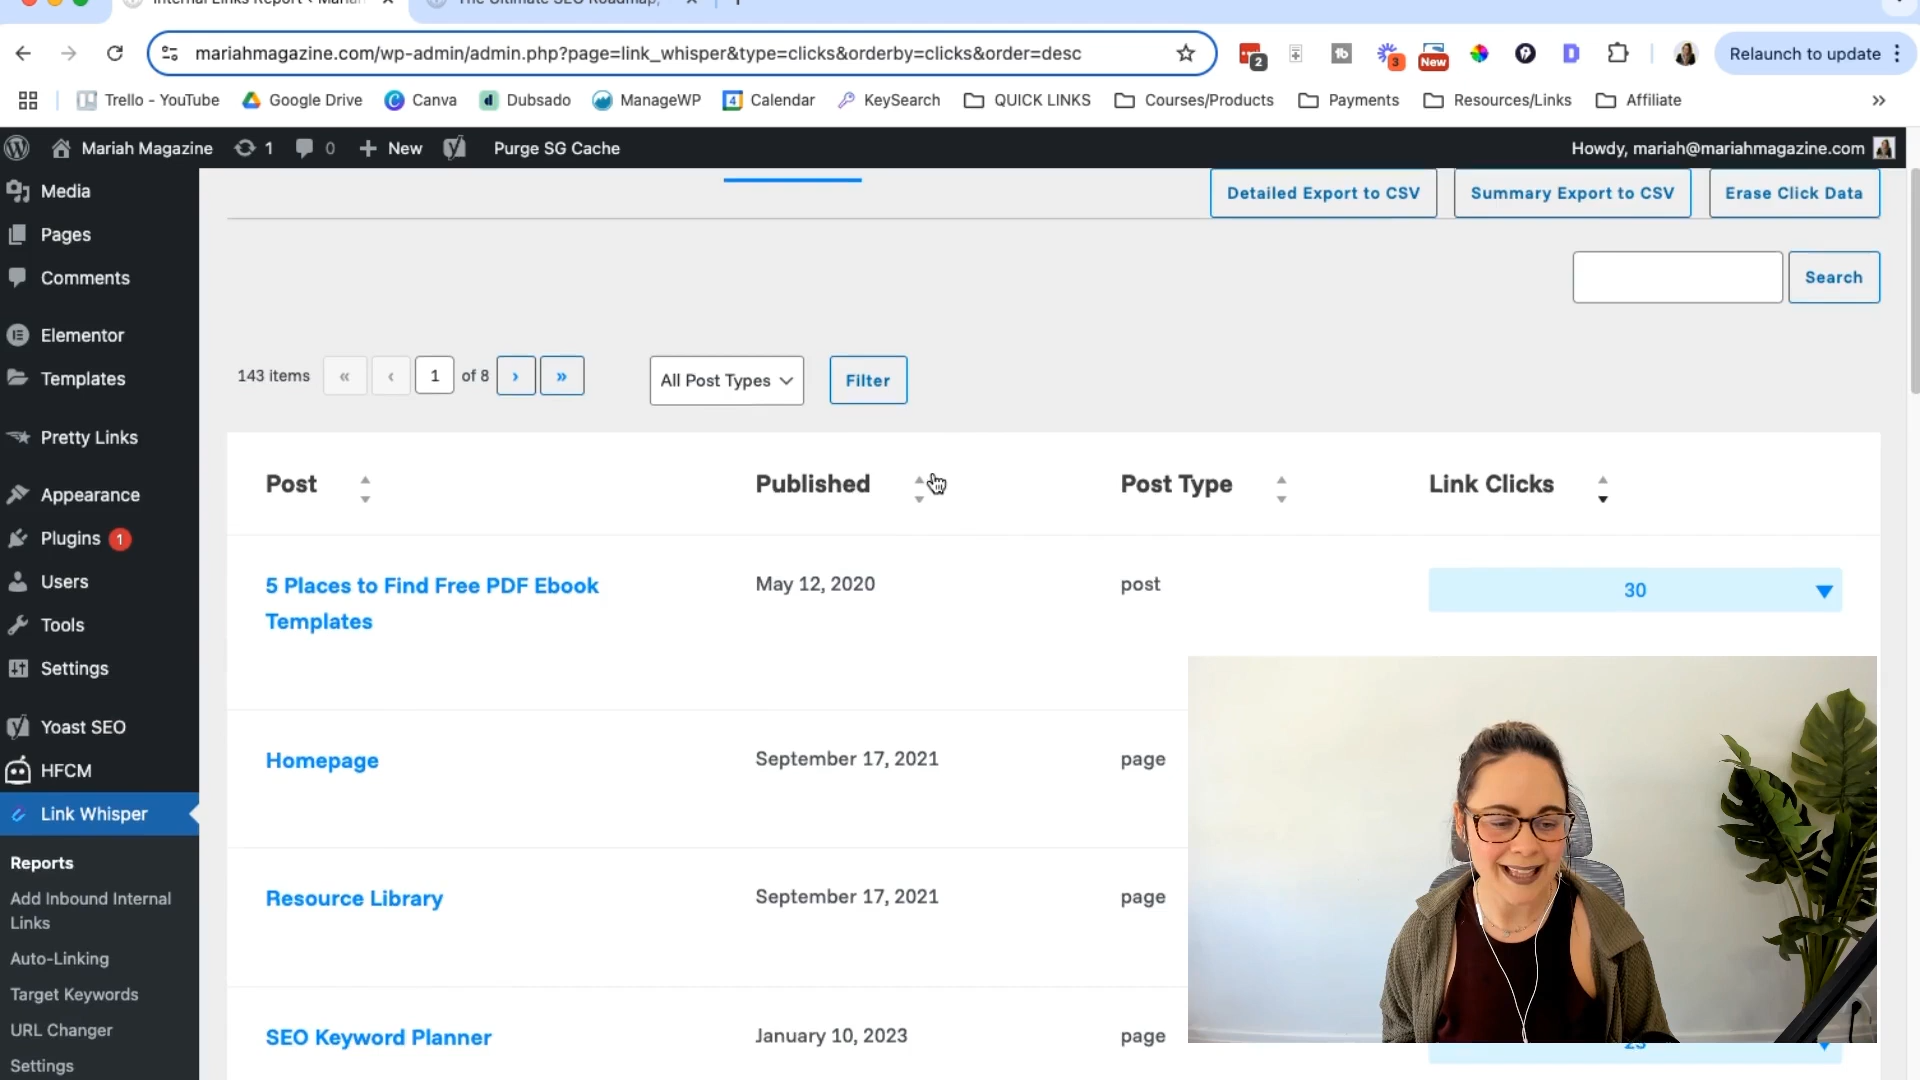 mariahmagazine.com/wp-admin/admin.php?page=link_whisper&type=clicks&orderby=clicks&order=desc
2
3
New
Relaunch to update
Trello - YouTube
Google Drive
Canva
Dubsado
ManageWP
Calendar
KeySearch
QUICK LINKS
Courses/Products
Payments
Resources/Links
Affiliate
Mariah Magazine
1
0
New
Purge SG Cache
Howdy, mariah@mariahmagazine.com
Media
Pages
Comments
Elementor
Templates
Pretty Links
Appearance
Plugins 1
Users
Tools
Settings
Yoast SEO
HFCM
Link Whisper
Reports
Add Inbound Internal
Links
Auto-Linking
Target Keywords
URL Changer
Settings
Detailed Export to CSV
Summary Export to CSV
Erase Click Data
Search
143 items « ‹ 1 of 8 › »
All Post Types
Filter
Post Published Post Type Link Clicks
5 Places to Find Free PDF Ebook
Templates
May 12, 2020
post
30
Homepage
September 17, 2021
page
Resource Library
September 17, 2021
page
SEO Keyword Planner
January 10, 2023
page